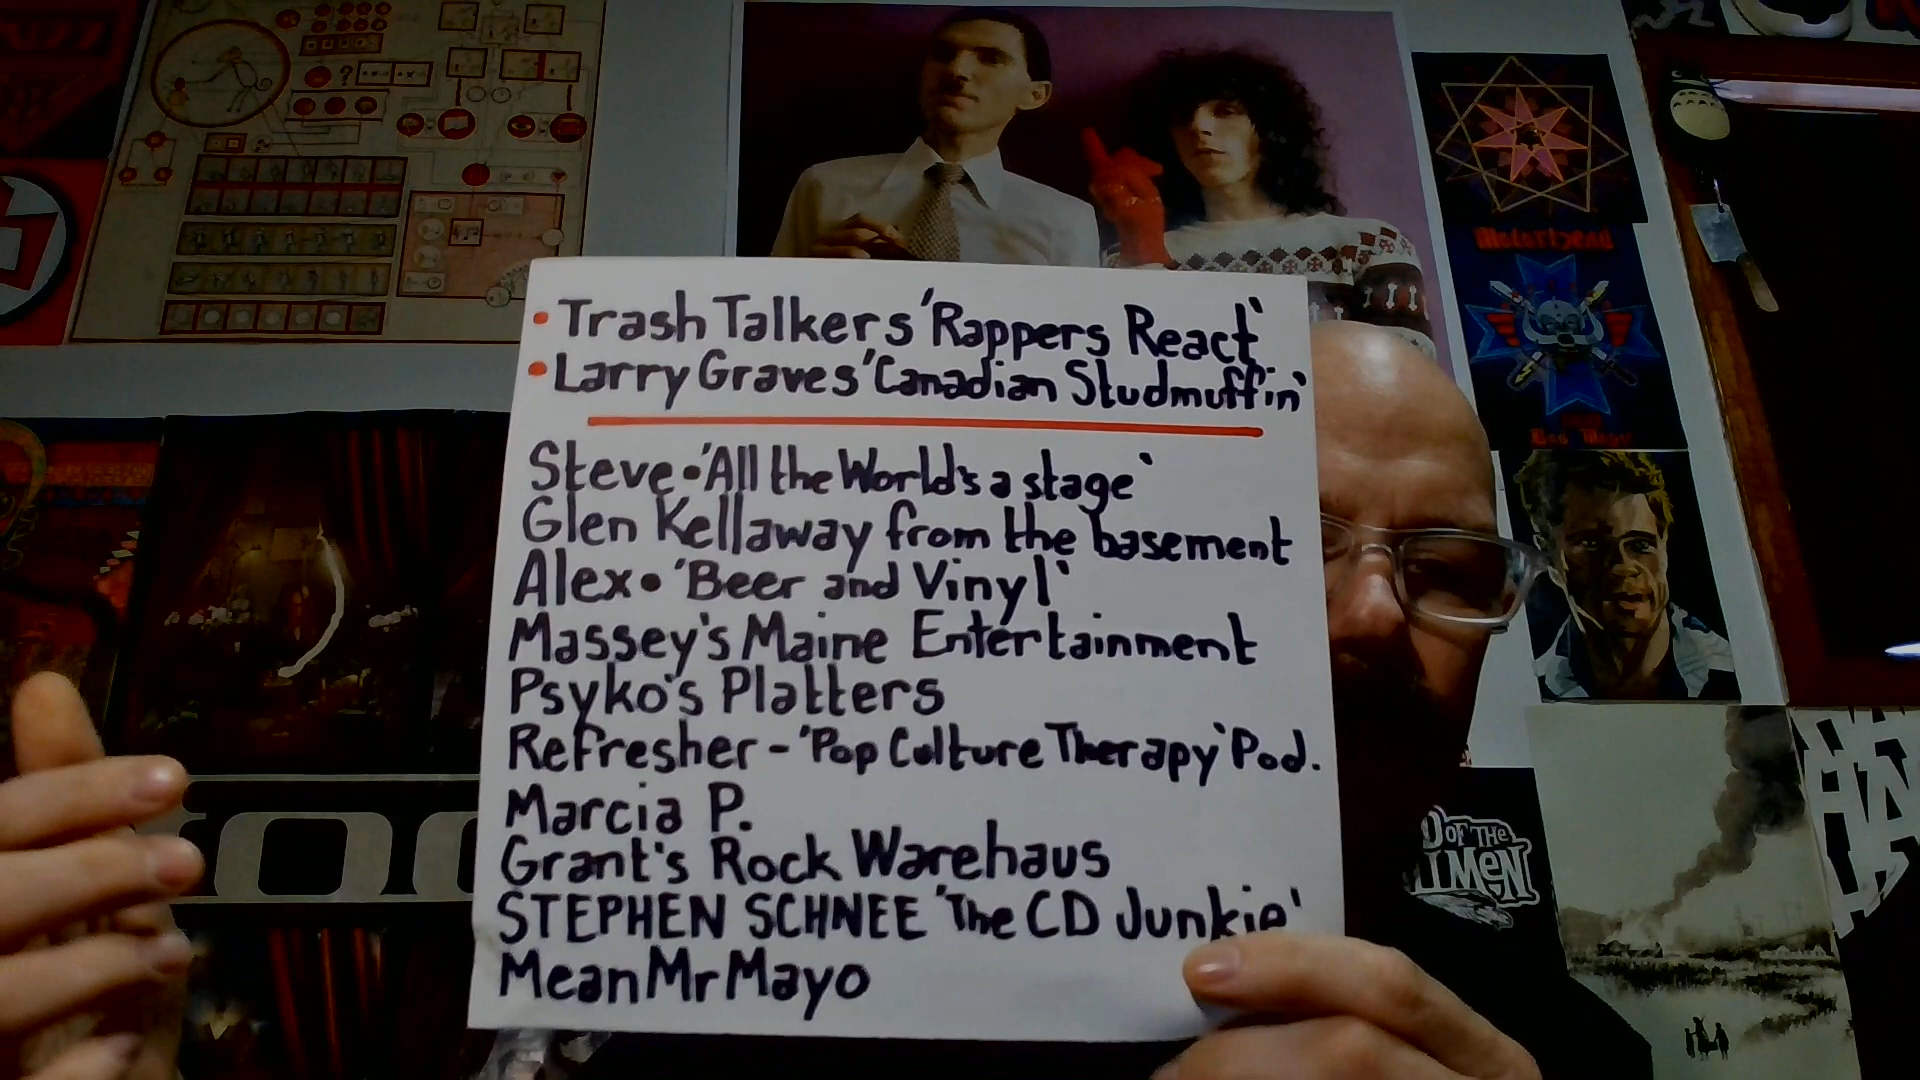 Motorhead
• Trash Talkers 'Rappers React'
• Larry Graves 'Canadian Studmuffin'
Steve • 'All the World's a stage'
Glen Kellaway from the basement
Alex • 'Beer and Vinyl'
Massey's Maine Entertainment
Psyko's Platters
Refresher - 'Pop Culture Therapy' Pod.
Marcia P.
Grant's Rock Warehaus
STEPHEN SCHNEE 'The CD Junkie'
MeanMrMayo
OF THE